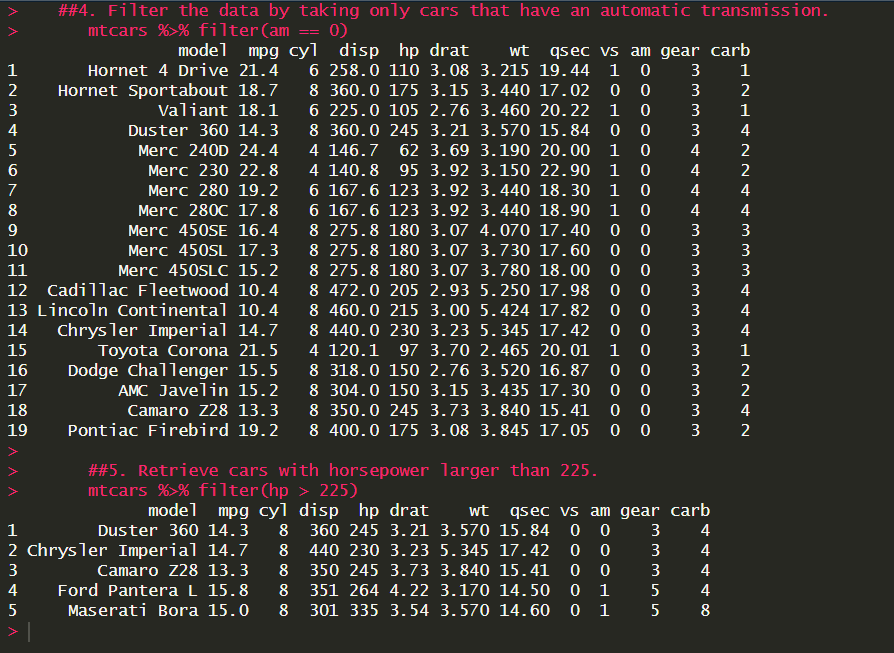 >    ##4. Filter the data by taking only cars that have an automatic transmission.
>       mtcars %>% filter(am == 0)
                 model  mpg cyl  disp  hp drat    wt  qsec vs am gear carb
1       Hornet 4 Drive 21.4   6 258.0 110 3.08 3.215 19.44  1  0    3    1
2    Hornet Sportabout 18.7   8 360.0 175 3.15 3.440 17.02  0  0    3    2
3              Valiant 18.1   6 225.0 105 2.76 3.460 20.22  1  0    3    1
4           Duster 360 14.3   8 360.0 245 3.21 3.570 15.84  0  0    3    4
5            Merc 240D 24.4   4 146.7  62 3.69 3.190 20.00  1  0    4    2
6             Merc 230 22.8   4 140.8  95 3.92 3.150 22.90  1  0    4    2
7             Merc 280 19.2   6 167.6 123 3.92 3.440 18.30  1  0    4    4
8            Merc 280C 17.8   6 167.6 123 3.92 3.440 18.90  1  0    4    4
9           Merc 450SE 16.4   8 275.8 180 3.07 4.070 17.40  0  0    3    3
10          Merc 450SL 17.3   8 275.8 180 3.07 3.730 17.60  0  0    3    3
11         Merc 450SLC 15.2   8 275.8 180 3.07 3.780 18.00  0  0    3    3
12  Cadillac Fleetwood 10.4   8 472.0 205 2.93 5.250 17.98  0  0    3    4
13 Lincoln Continental 10.4   8 460.0 215 3.00 5.424 17.82  0  0    3    4
14   Chrysler Imperial 14.7   8 440.0 230 3.23 5.345 17.42  0  0    3    4
15       Toyota Corona 21.5   4 120.1  97 3.70 2.465 20.01  1  0    3    1
16    Dodge Challenger 15.5   8 318.0 150 2.76 3.520 16.87  0  0    3    2
17         AMC Javelin 15.2   8 304.0 150 3.15 3.435 17.30  0  0    3    2
18          Camaro Z28 13.3   8 350.0 245 3.73 3.840 15.41  0  0    3    4
19    Pontiac Firebird 19.2   8 400.0 175 3.08 3.845 17.05  0  0    3    2
>
>       ##5. Retrieve cars with horsepower larger than 225.
>       mtcars %>% filter(hp > 225)
              model  mpg cyl disp  hp drat    wt  qsec vs am gear carb
1        Duster 360 14.3   8  360 245 3.21 3.570 15.84  0  0    3    4
2 Chrysler Imperial 14.7   8  440 230 3.23 5.345 17.42  0  0    3    4
3        Camaro Z28 13.3   8  350 245 3.73 3.840 15.41  0  0    3    4
4    Ford Pantera L 15.8   8  351 264 4.22 3.170 14.50  0  1    5    4
5     Maserati Bora 15.0   8  301 335 3.54 3.570 14.60  0  1    5    8
>